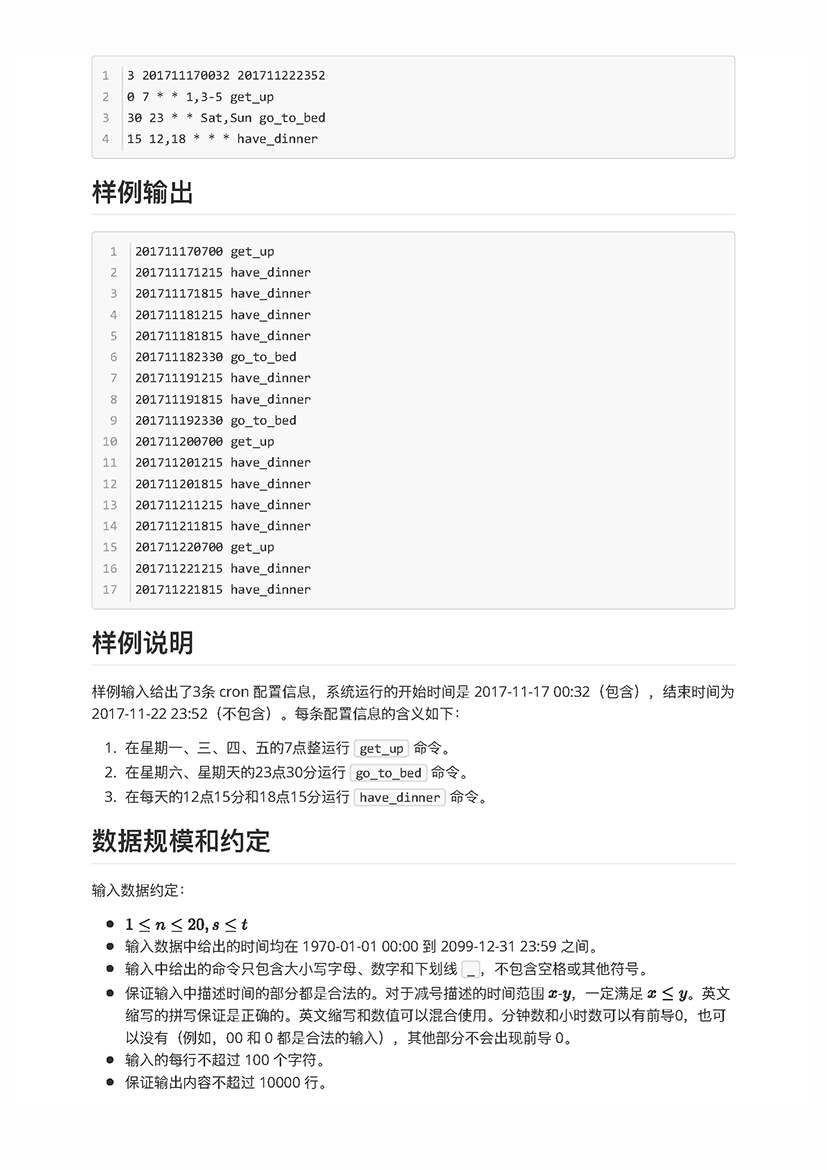 1 3 201711170032 201711222352
2 0 7 * * 1,3-5 get_up
3 30 23 * * Sat,Sun go_to_bed
4 15 12,18 * * * have_dinner
样例输出
1 201711170700 get_up
2 201711171215 have_dinner
3 201711171815 have_dinner
4 201711181215 have_dinner
5 201711181815 have_dinner
6 201711182330 go_to_bed
7 201711191215 have_dinner
8 201711191815 have_dinner
9 201711192330 go_to_bed
10 201711200700 get_up
11 201711201215 have_dinner
12 201711201815 have_dinner
13 201711211215 have_dinner
14 201711211815 have_dinner
15 201711220700 get_up
16 201711221215 have_dinner
17 201711221815 have_dinner
样例说明
样例输入给出了3条 cron 配置信息，系统运行的开始时间是 2017-11-17 00:32（包含），结束时间为
2017-11-22 23:52（不包含）。每条配置信息的含义如下：
1. 在星期一、三、四、五的7点整运行 get_up 命令。
2. 在星期六、星期天的23点30分运行 go_to_bed 命令。
3. 在每天的12点15分和18点15分运行 have_dinner 命令。
数据规模和约定
输入数据约定：
• 1 ≤ n ≤ 20, s ≤ t
• 输入数据中给出的时间均在 1970-01-01 00:00 到 2099-12-31 23:59 之间。
• 输入中给出的命令只包含大小写字母、数字和下划线 _ ，不包含空格或其他符号。
• 保证输入中描述时间的部分都是合法的。对于减号描述的时间范围 x-y，一定满足 x ≤ y。英文
缩写的拼写保证是正确的。英文缩写和数值可以混合使用。分钟数和小时数可以有前导0，也可
以没有（例如，00 和 0 都是合法的输入），其他部分不会出现前导 0。
• 输入的每行不超过 100 个字符。
• 保证输出内容不超过 10000 行。